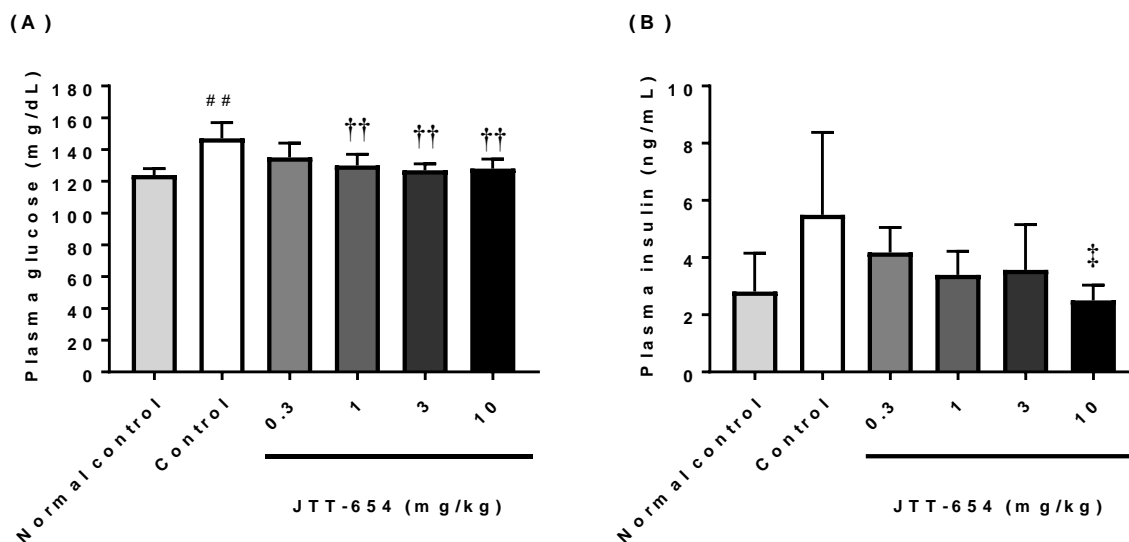 (A)
Plasma glucose (mg/dL)
180
160
140
120
100
80
60
40
20
0
##
††
††
††
Normal control
Control
0.3
1
3
10
JTT-654 (mg/kg)
(B)
Plasma insulin (ng/mL)
10
8
6
4
2
0
‡
Normal control
Control
0.3
1
3
10
JTT-654 (mg/kg)